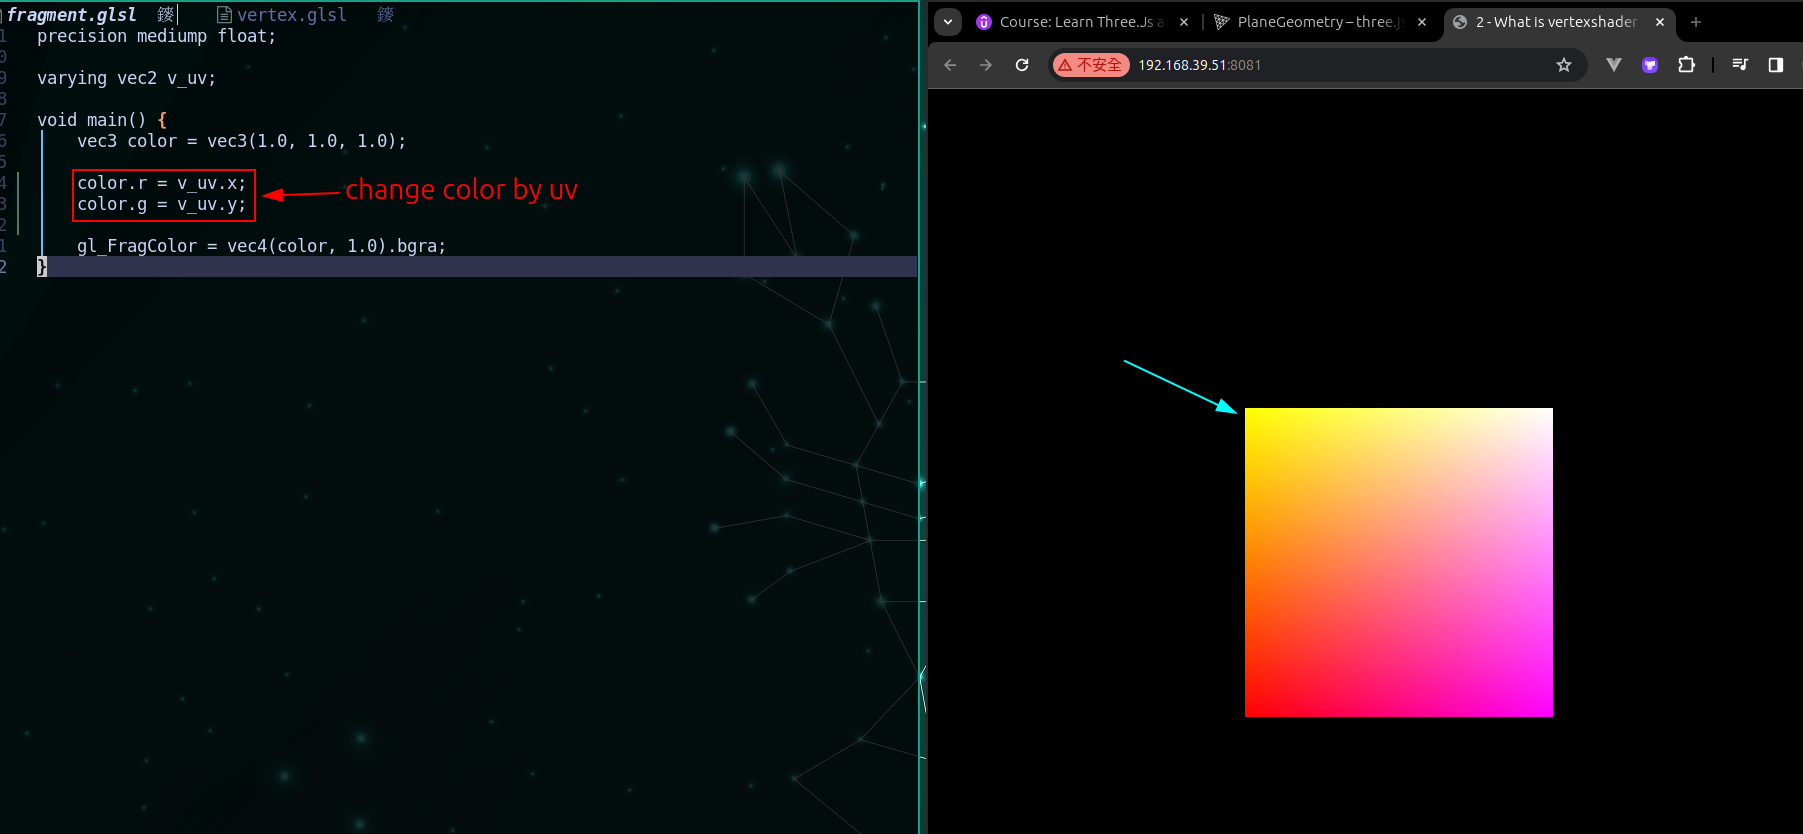 fragment.glsl
vertex.glsl
1 precision mediump float;
0
9 varying vec2 v_uv;
8
7 void main() {
6 vec3 color = vec3(1.0, 1.0, 1.0);
5
4 color.r = v_uv.x;
3 color.g = v_uv.y;
2
1 gl_FragColor = vec4(color, 1.0).bgra;
2 }
change color by uv
Course: Learn Three.Js a
PlaneGeometry – three.j
2 - What is vertexshader
不安全 192.168.39.51:8081